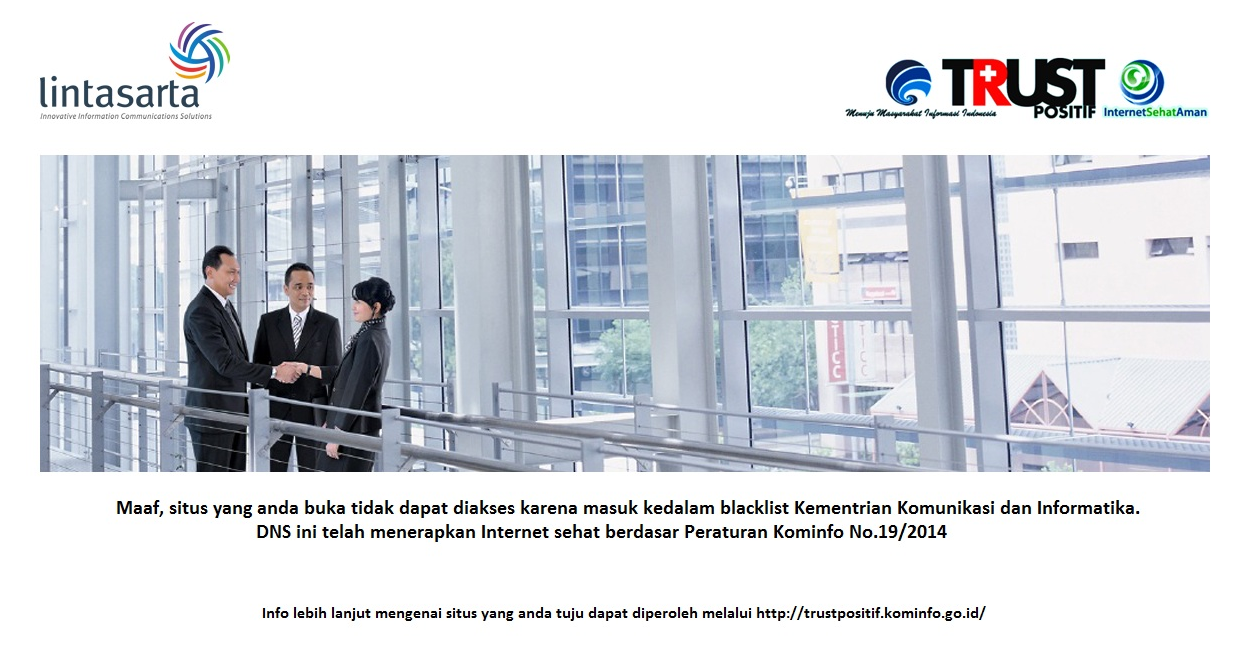 lintasarta
Innovative Information Communications Solutions
TRUST
POSITIF
Menuju Masyarakat Informasi Indonesia
InternetSehatAman
Maaf, situs yang anda buka tidak dapat diakses karena masuk kedalam blacklist Kementrian Komunikasi dan Informatika.
DNS ini telah menerapkan Internet sehat berdasar Peraturan Kominfo No.19/2014
Info lebih lanjut mengenai situs yang anda tuju dapat diperoleh melalui http://trustpositif.kominfo.go.id/